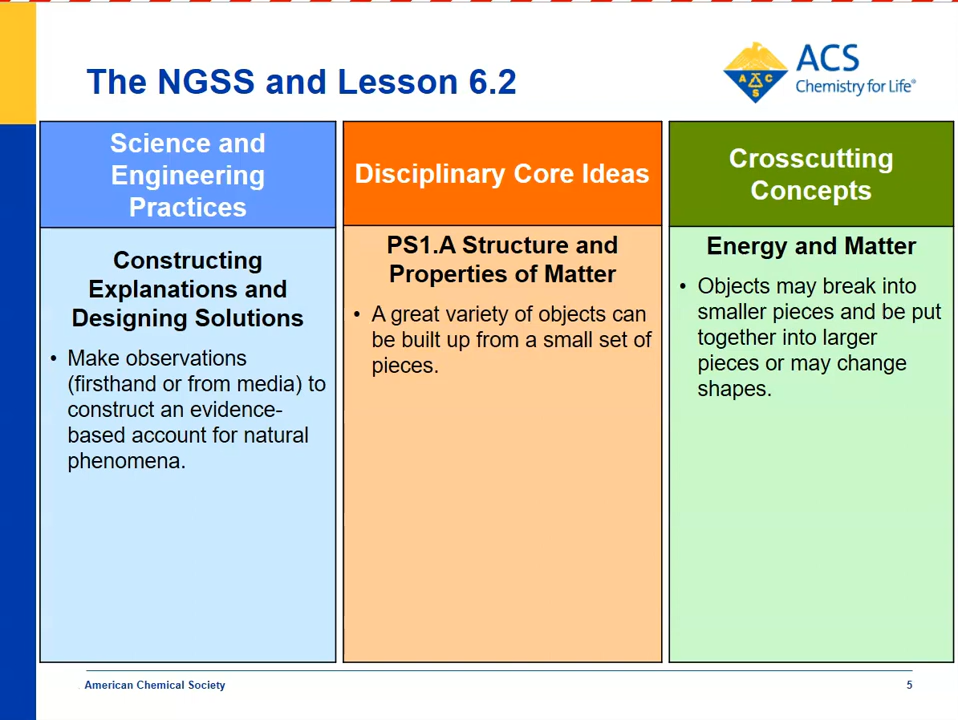 The NGSS and Lesson 6.2
A C S
ACS
Chemistry for Life®
Science and
Engineering
Practices
Constructing
Explanations and
Designing Solutions
• Make observations
(firsthand or from media) to
construct an evidence-
based account for natural
phenomena.
Disciplinary Core Ideas
PS1.A Structure and
Properties of Matter
• A great variety of objects can
be built up from a small set of
pieces.
Crosscutting
Concepts
Energy and Matter
• Objects may break into
smaller pieces and be put
together into larger
pieces or may change
shapes.
American Chemical Society
5